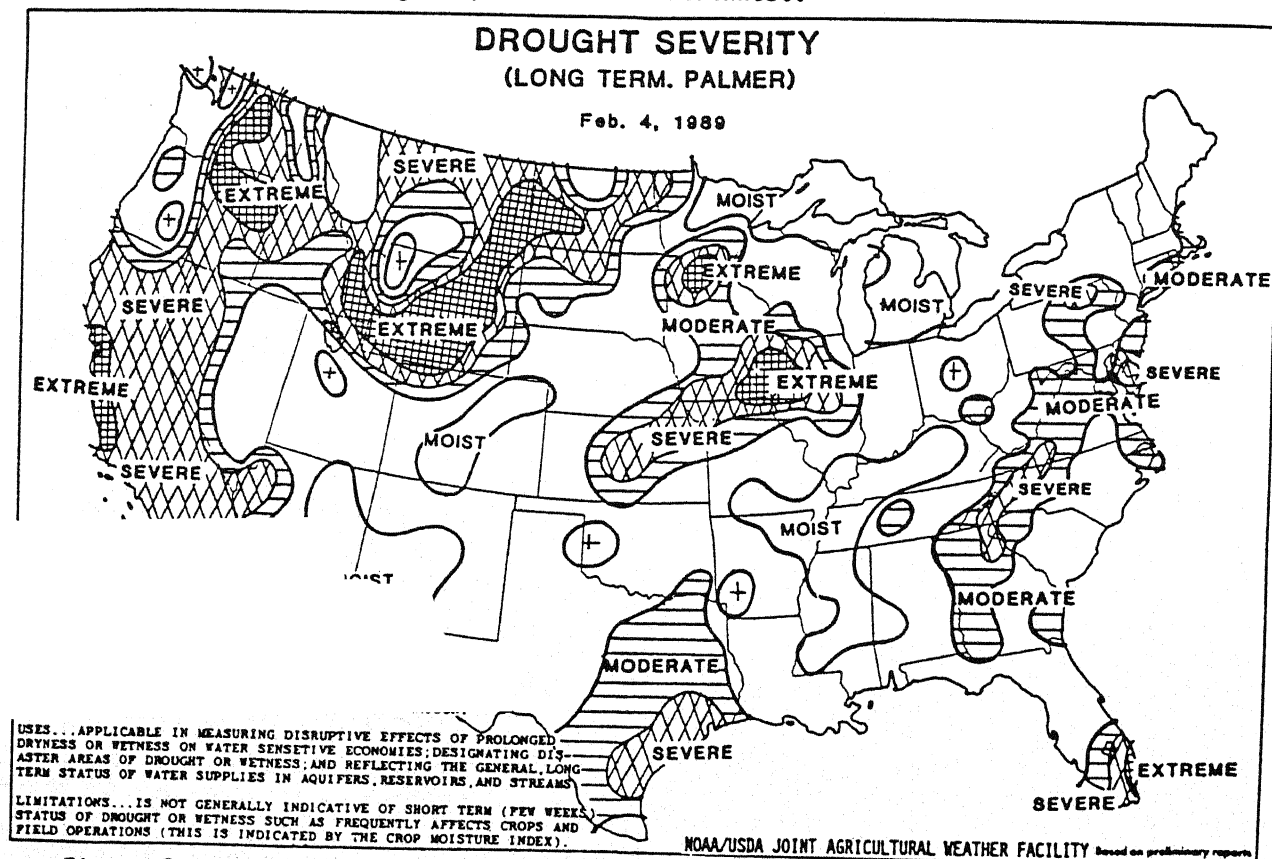 DROUGHT SEVERITY
(LONG TERM. PALMER)
Feb. 4, 1989
SEVERE
EXTREME
MOIST
EXTREME
MODERATE
SEVERE
MOIST
SEVERE
EXTREME
MODERATE
EXTREME
EXTREME
SEVERE
MODERATE
SEVERE
MOIST
SEVERE
SEVERE
MOIST
MODERATE
MODERATE
SEVERE
EXTREME
SEVERE
USES...APPLICABLE IN MEASURING DISRUPTIVE EFFECTS OF PROLONGED
DRYNESS OR WETNESS ON WATER SENSETIVE ECONOMIES;DESIGNATING DIS-
ASTER AREAS OF DROUGHT OR WETNESS;AND REFLECTING THE GENERAL,LONG
TERM STATUS OF WATER SUPPLIES IN AQUIFERS,RESERVOIRS,AND STREAMS
LIMITATIONS...IS NOT GENERALLY INDICATIVE OF SHORT TERM (FEW WEEKS)
STATUS OF DROUGHT OR WETNESS SUCH AS FREQUENTLY AFFECTS CROPS AND
FIELD OPERATIONS (THIS IS INDICATED BY THE CROP MOISTURE INDEX).
NOAA/USDA JOINT AGRICULTURAL WEATHER FACILITY Based on preliminary reports